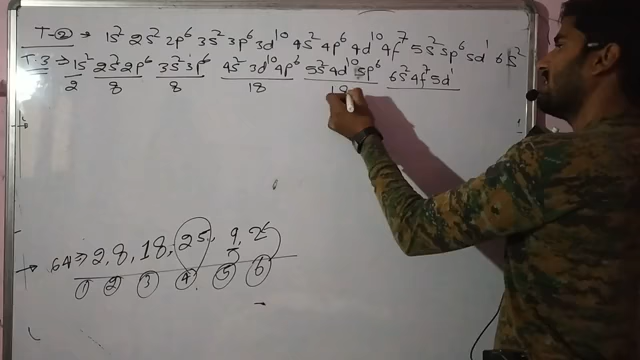 T-② → 1s² 2s² 2p⁶ 3s² 3p⁶ 3d¹⁰ 4s² 4p⁶ 4d¹⁰ 4f⁷ 5s² 5p⁶ 5d¹ 6s²
T-3 → 1s² 2s² 2p⁶ 3s² 3p⁶ 4s² 3d¹⁰ 4p⁶ 5s² 4d¹⁰ 5p⁶ 6s² 4f⁷ 5d¹
2 8 8 18 18
→ 64 ⇒ 2, 8, 18, 25, 9, 2
① ② ③ ④ ⑤ ⑥